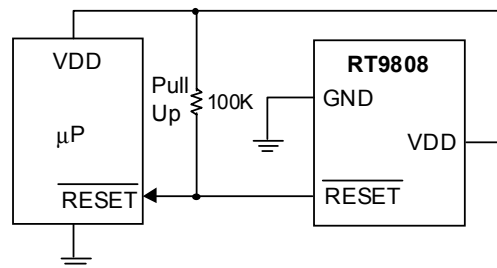 VDD
μP
RESET
Pull
Up
100K
RT9808
GND
VDD
RESET